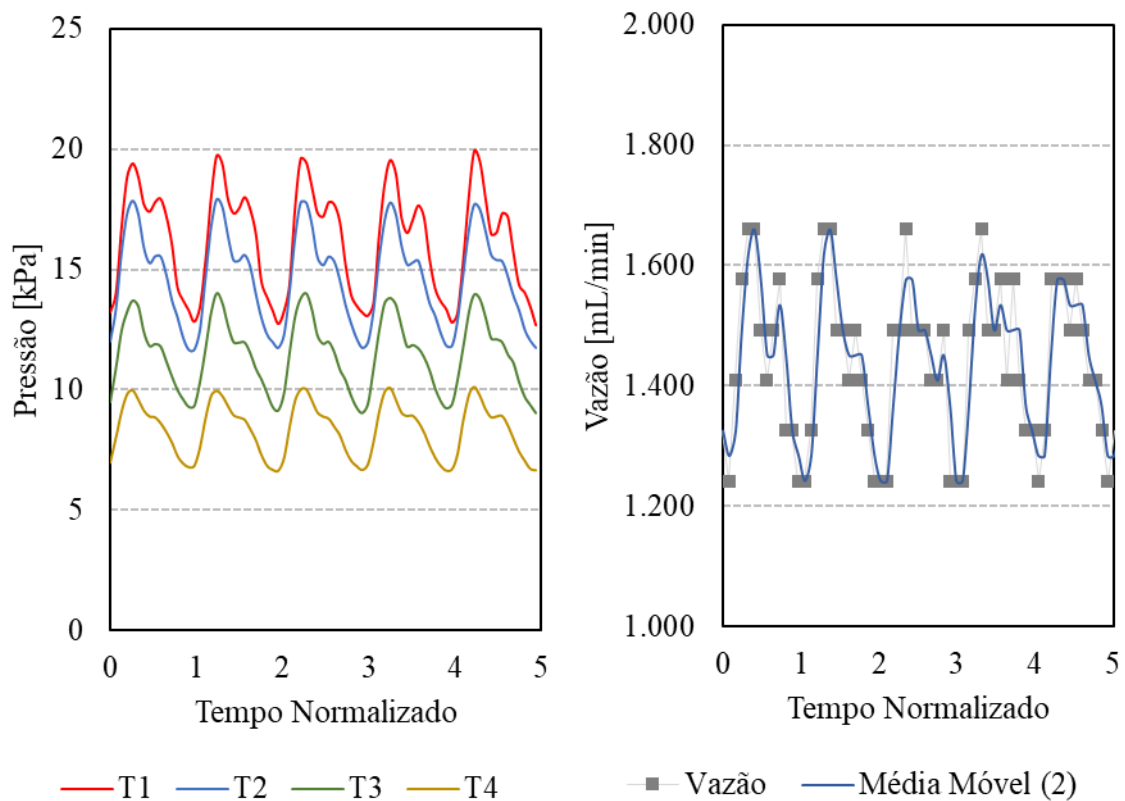 Pressão [kPa]
25
20
15
10
5
0
0 1 2 3 4 5
Tempo Normalizado
T1 T2 T3 T4
Vazão [mL/min]
2.000
1.800
1.600
1.400
1.200
1.000
0 1 2 3 4 5
Tempo Normalizado
Vazão Média Móvel (2)